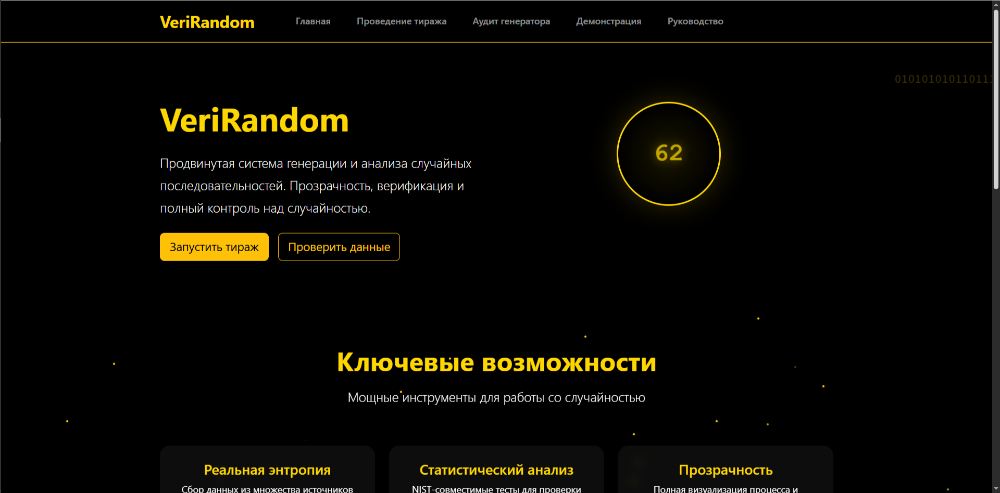 VeriRandom
Главная
Проведение тиража
Аудит генератора
Демонстрация
Руководство
010101010110111
VeriRandom
62
Продвинутая система генерации и анализа случайных
последовательностей. Прозрачность, верификация и
полный контроль над случайностью.
Запустить тираж
Проверить данные
Ключевые возможности
Мощные инструменты для работы со случайностью
Реальная энтропия
Сбор данных из множества источников
Статистический анализ
NIST-совместимые тесты для проверки
Прозрачность
Полная визуализация процесса и